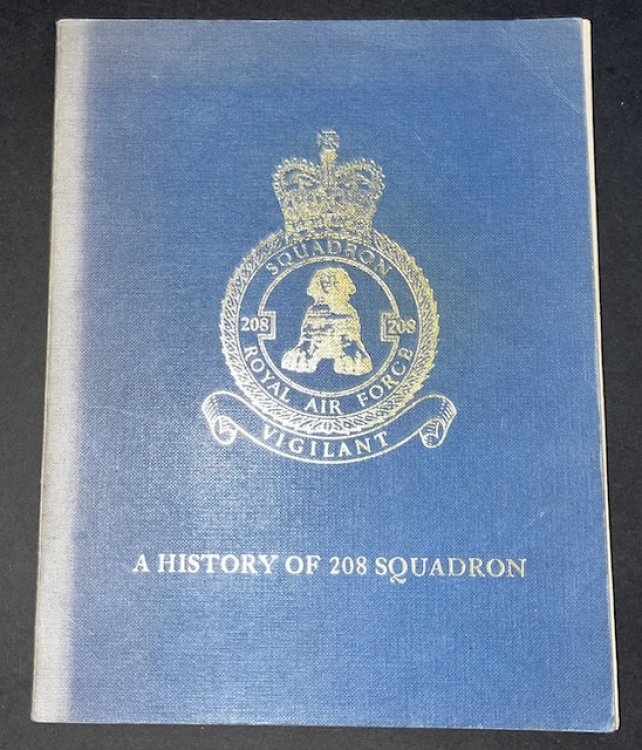 SQUADRON
208 208
ROYAL AIR FORCE
VIGILANT
A HISTORY OF 208 SQUADRON